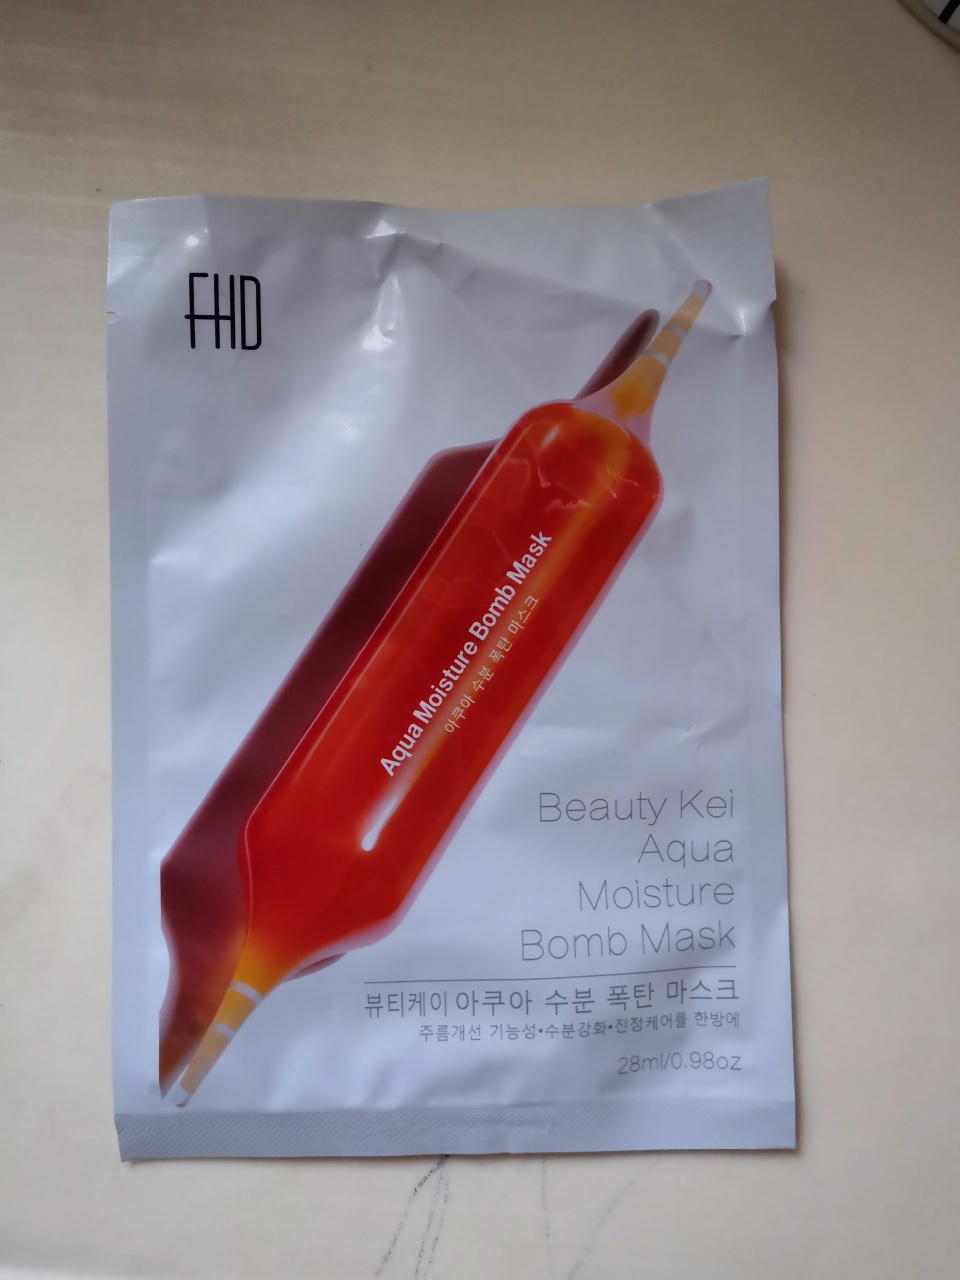 FHD
Aqua Moisture Bomb Mask
아쿠아 수분 폭탄 마스크
Beauty Kei
Aqua
Moisture
Bomb Mask
뷰티케이 아쿠아 수분 폭탄 마스크
주름개선 기능성•수분강화•진정케어를 한방에
28ml/0.98oz